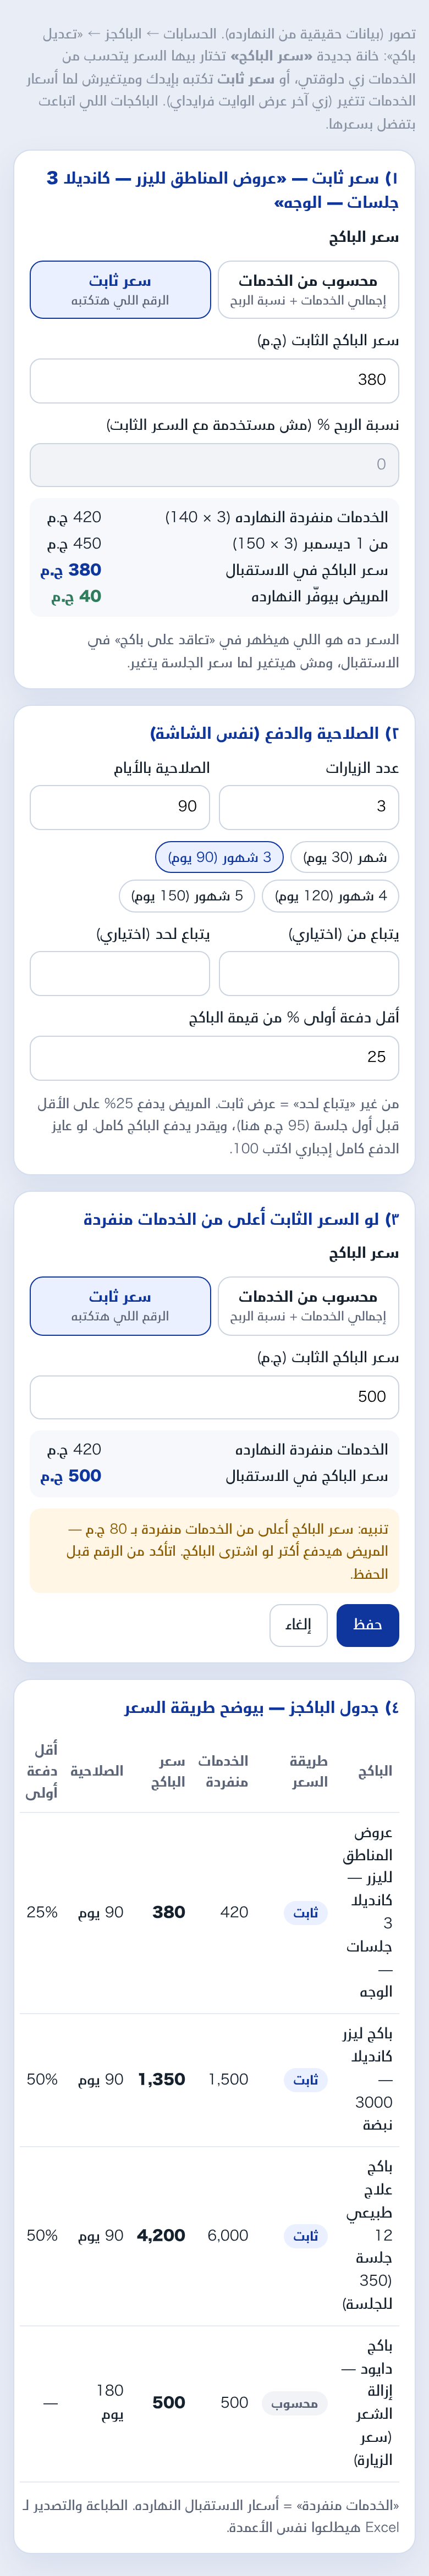 تصور (بيانات حقيقية من النهارده). الحسابات ← الباكجز ← «تعديل
باكج»: خانة جديدة «سعر الباكج» تختار بيها السعر يتحسب من
الخدمات زي دلوقتي، أو سعر ثابت تكتبه بإيدك وميتغيرش لما أسعار
الخدمات تتغير (زي آخر عرض الوايت فرايداي). الباكجات اللي اتباعت
بتفضل بسعرها.
١) سعر ثابت — «عروض المناطق لليزر — كانديلا 3
جلسات — الوجه»
سعر الباكج
محسوب من الخدمات
إجمالي الخدمات + نسبة الربح
سعر ثابت
الرقم اللي هتكتبه
سعر الباكج الثابت (ج.م)
380
نسبة الربح % (مش مستخدمة مع السعر الثابت)
0
الخدمات منفردة النهارده (3 × 140) 420 ج.م
من 1 ديسمبر (3 × 150) 450 ج.م
سعر الباكج في الاستقبال 380 ج.م
المريض بيوفّر النهارده 40 ج.م
السعر ده هو اللي هيظهر في «تعاقد على باكج» في
الاستقبال، ومش هيتغير لما سعر الجلسة يتغير.
٢) الصلاحية والدفع (نفس الشاشة)
عدد الزيارات الصلاحية بالأيام
3 90
شهر (30 يوم) 3 شهور (90 يوم)
4 شهور (120 يوم) 5 شهور (150 يوم)
يتباع من (اختياري) يتباع لحد (اختياري)
أقل دفعة أولى % من قيمة الباكج
25
من غير «يتباع لحد» = عرض ثابت. المريض يدفع 25% على الأقل
قبل أول جلسة (95 ج.م هنا)، ويقدر يدفع الباكج كامل. لو عايز
الدفع كامل إجباري اكتب 100.
٣) لو السعر الثابت أعلى من الخدمات منفردة
سعر الباكج
محسوب من الخدمات
إجمالي الخدمات + نسبة الربح
سعر ثابت
الرقم اللي هتكتبه
سعر الباكج الثابت (ج.م)
500
الخدمات منفردة النهارده 420 ج.م
سعر الباكج في الاستقبال 500 ج.م
تنبيه: سعر الباكج أعلى من الخدمات منفردة بـ 80 ج.م —
المريض هيدفع أكتر لو اشترى الباكج. اتأكد من الرقم قبل
الحفظ.
حفظ إلغاء
٤) جدول الباكجز — بيوضح طريقة السعر
الباكج
طريقة
السعر
الخدمات
منفردة
سعر
الباكج
الصلاحية
أقل
دفعة
أولى
عروض
المناطق
لليزر —
كانديلا
3
جلسات
—
الوجه
ثابت 420 380 90 يوم 25%
باكج ليزر
كانديلا
—
3000
نبضة
ثابت 1,500 1,350 90 يوم 50%
باكج
علاج
طبيعي
12
جلسة
(350
للجلسة)
ثابت 6,000 4,200 90 يوم 50%
باكج
دايود —
إزالة
الشعر
(سعر
الزيارة)
محسوب 500 500
180
يوم
—
«الخدمات منفردة» = أسعار الاستقبال النهارده. الطباعة والتصدير لـ
Excel هيطلعوا نفس الأعمدة.